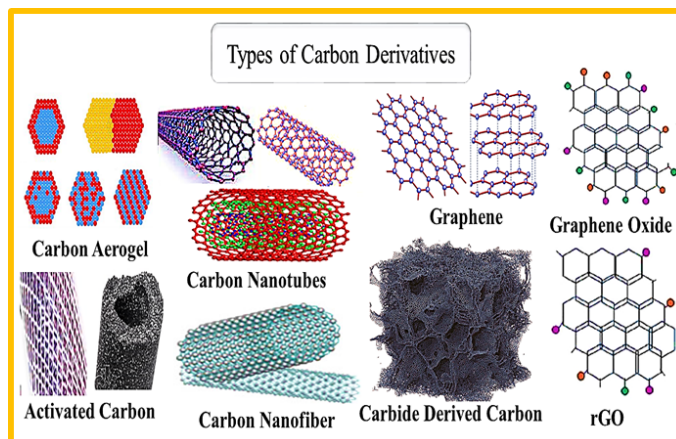 Types of Carbon Derivatives
Carbon Aerogel
Carbon Nanotubes
Graphene
Graphene Oxide
Activated Carbon
Carbon Nanofiber
Carbide Derived Carbon
rGO